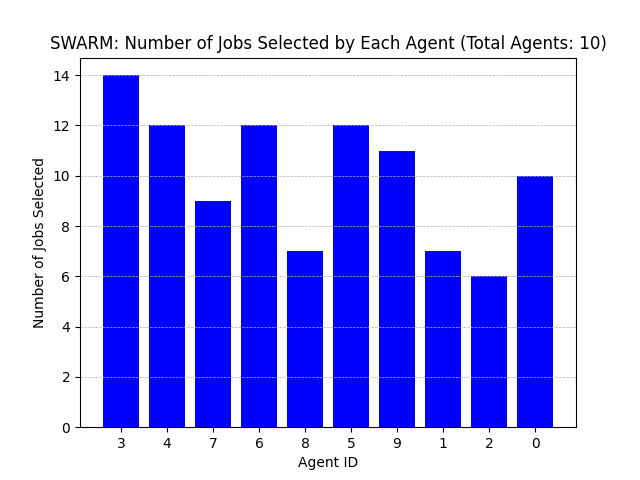 SWARM: Number of Jobs Selected by Each Agent (Total Agents: 10)
Number of Jobs Selected
14
12
10
8
6
4
2
0
3 4 7 6 8 5 9 1 2 0
Agent ID